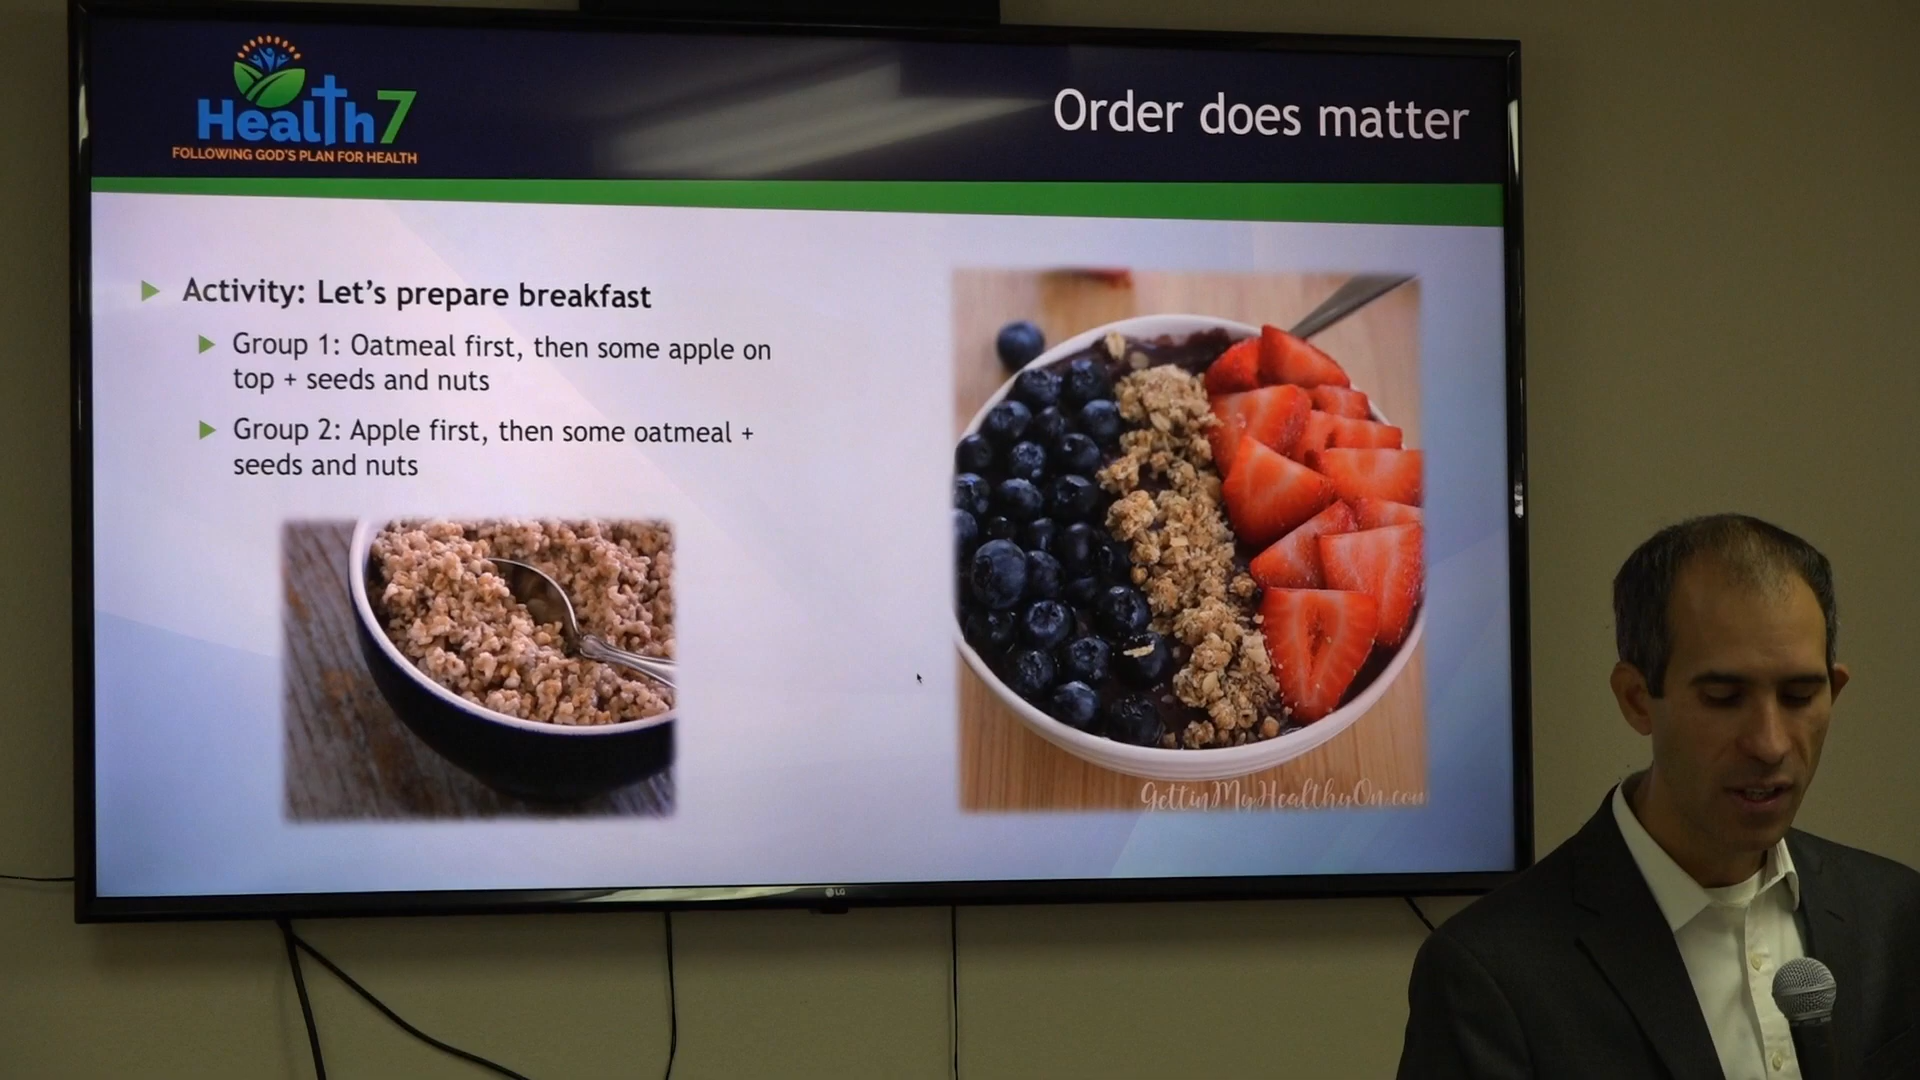 Health7
FOLLOWING GOD'S PLAN FOR HEALTH
Order does matter
Activity: Let's prepare breakfast
Group 1: Oatmeal first, then some apple on
top + seeds and nuts
Group 2: Apple first, then some oatmeal +
seeds and nuts
GettinMyHealthyOn.com
LG